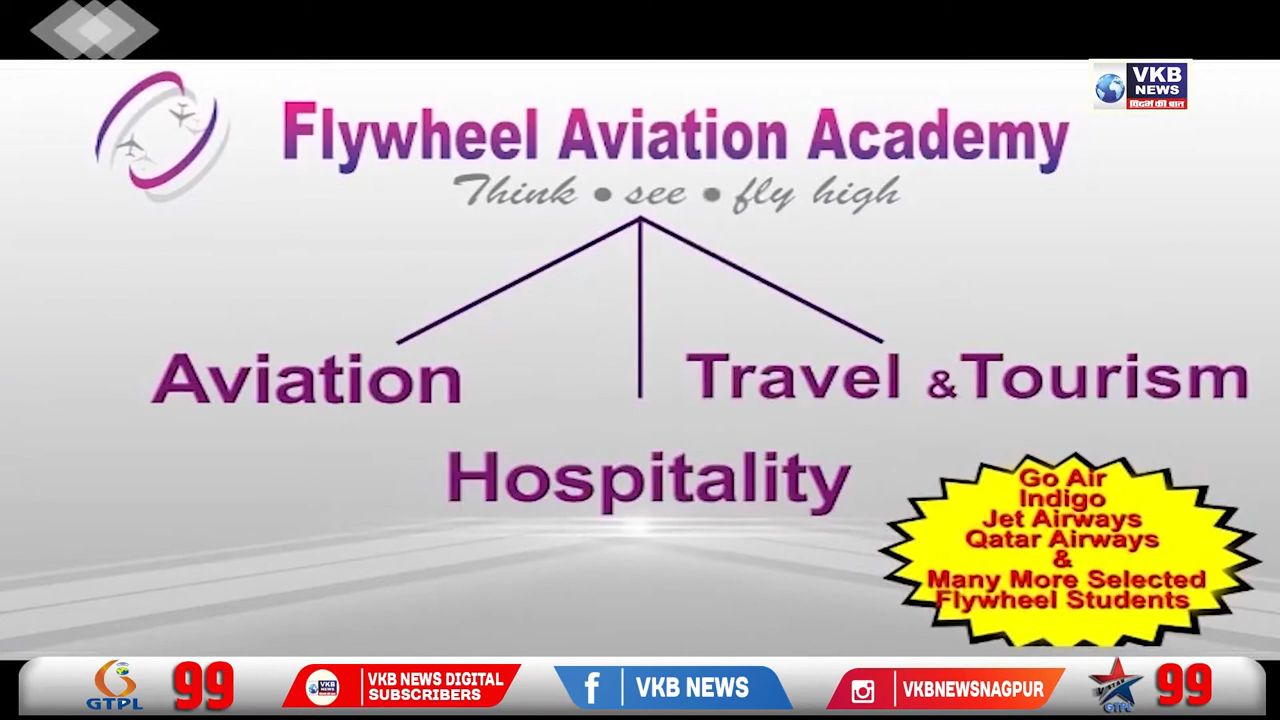 VKB
NEWS
विदर्भ की बात
Flywheel Aviation Academy
Think • see • fly high
Aviation
Travel & Tourism
Hospitality
Go Air
Indigo
Jet Airways
Qatar Airways
&
Many More Selected
Flywheel Students
GTPL
99
VKB NEWS DIGITAL
SUBSCRIBERS
f
VKB NEWS
VKBNEWSNAGPUR
GTPL
99